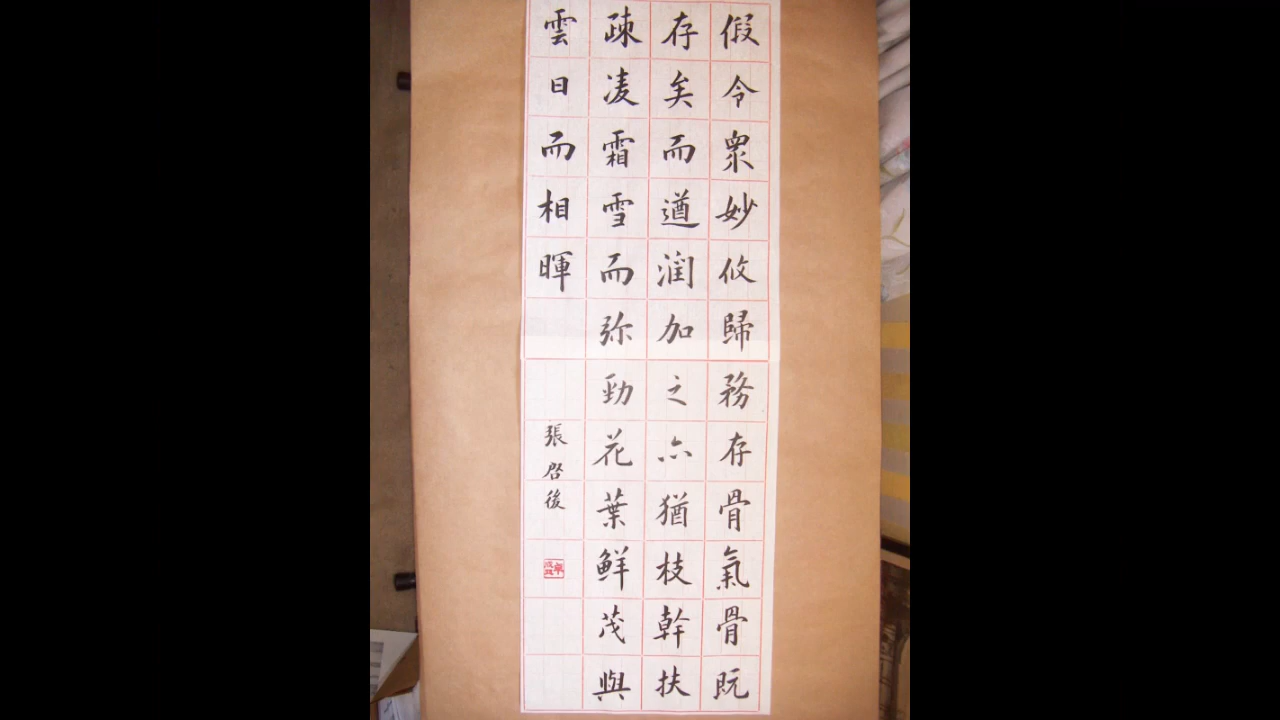 假令眾妙攸歸務存骨氣骨既
存矣而遒潤加之亦猶枝幹扶
疎凌霜雪而弥勁花葉鮮茂與
雲日而相暉
張啓後